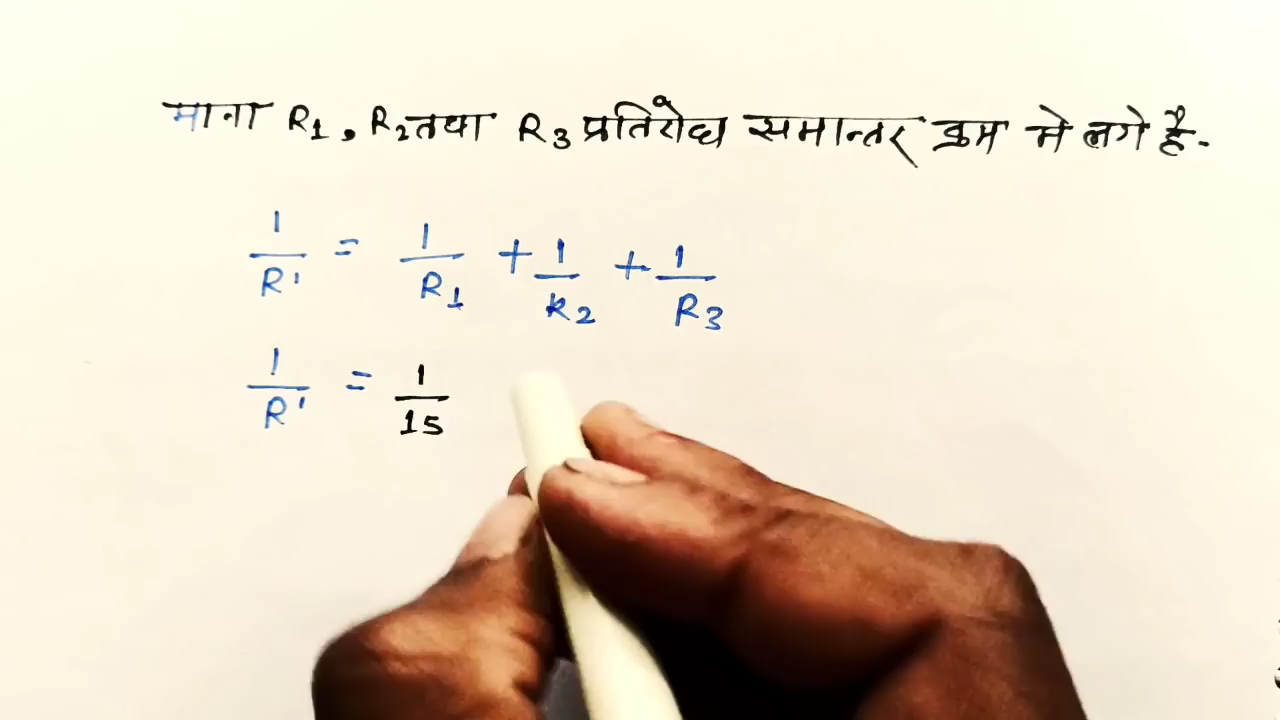 माना R1, R2 तथा R3 प्रतिरोध समान्तर क्रम मे लगे है.
1/R' = 1/R1 + 1/R2 + 1/R3
1/R' = 1/15